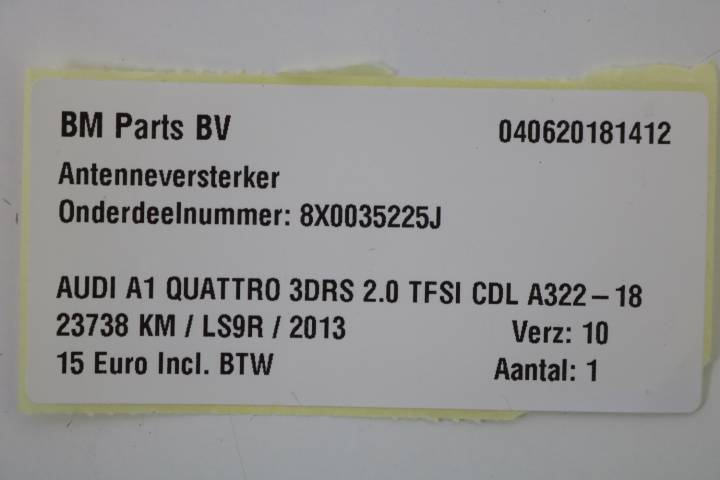 BM Parts BV 040620181412
Antenneversterker
Onderdeelnummer: 8X0035225J
AUDI A1 QUATTRO 3DRS 2.0 TFSI CDL A322-18
23738 KM / LS9R / 2013 Verz: 10
15 Euro Incl. BTW Aantal: 1